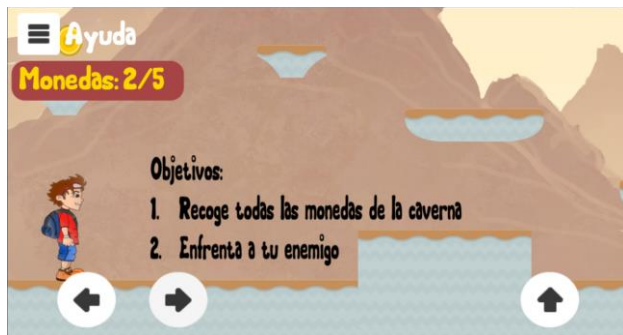 Ayuda
Monedas: 2/5
Objetivos:
1. Recoge todas las monedas de la caverna
2. Enfrenta a tu enemigo